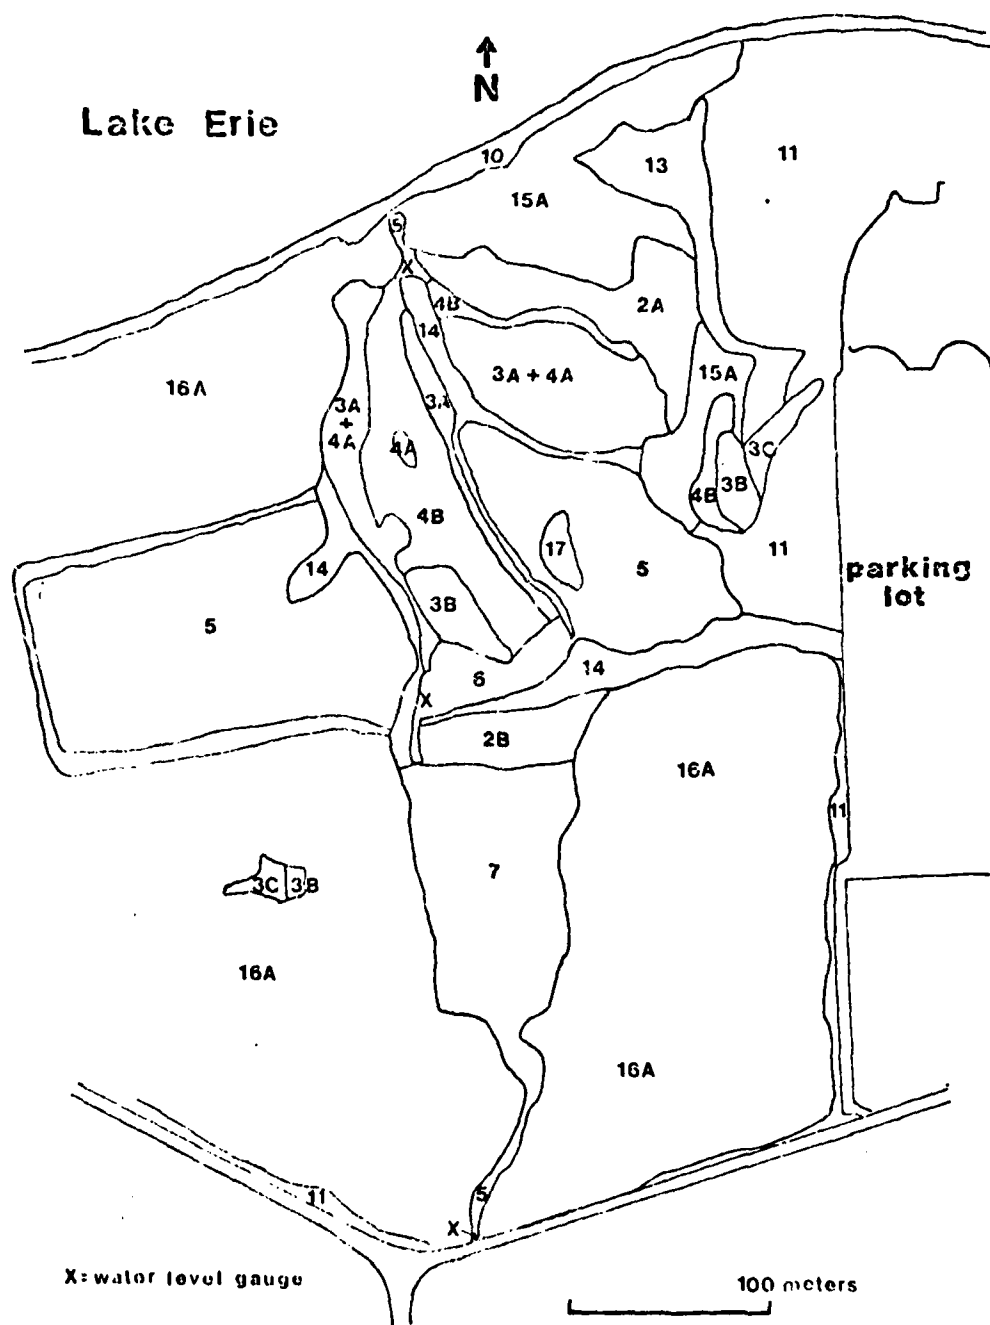 N
Lake Erie
10
13
11
15A
5
X
4B
2A
14
3A + 4A
15A
16A
3A
+
4A
3A
4A
3C
3B
4B
4B
17
5
11
parking
lot
14
3B
5
6
14
X
2B
16A
11
7
3C 3B
16A
16A
11
5
X
X=water level gauge
100 meters